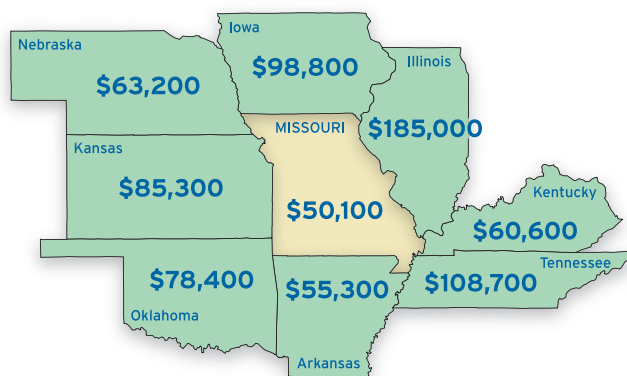 Nebraska
$63,200
Iowa
$98,800
Illinois
$185,000
MISSOURI
$50,100
Kansas
$85,300
Kentucky
$60,600
Tennessee
$108,700
$78,400
Oklahoma
$55,300
Arkansas